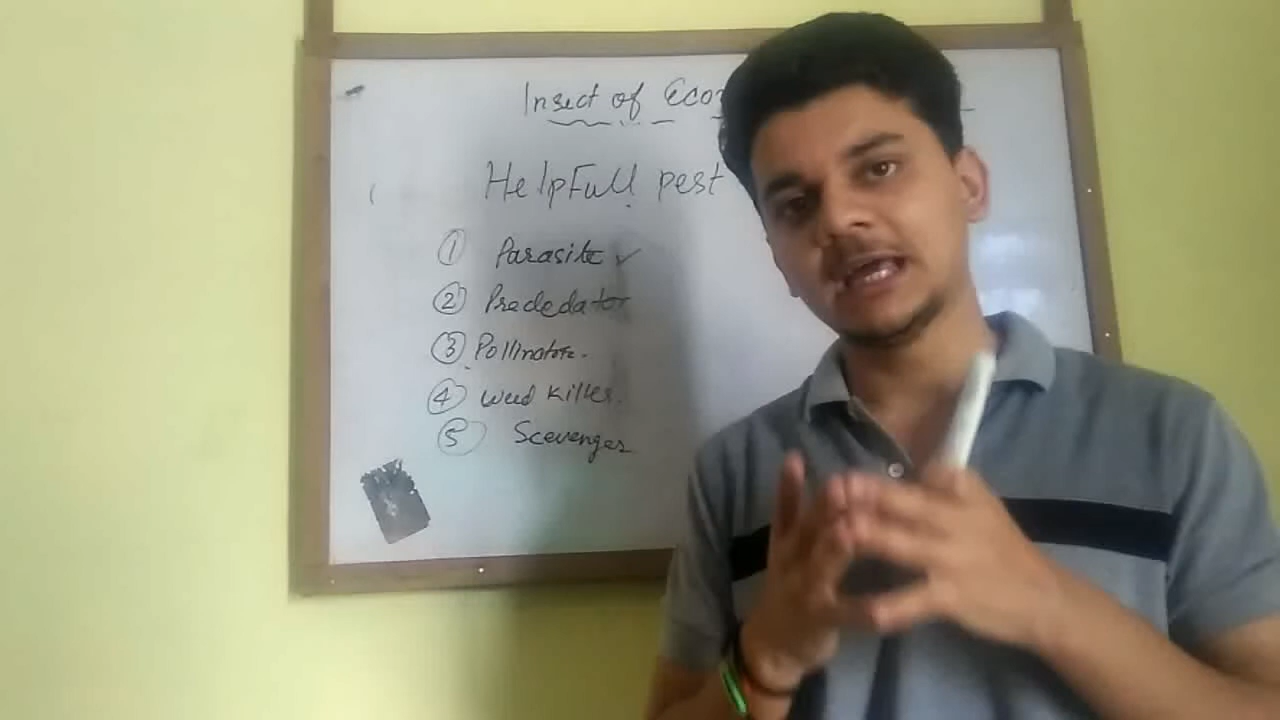 Insect of Eco
HelpFull pest
① Parasite ✓
② Prededator
③ Pollinator.
④ Weed Killer.
⑤ Scevenger